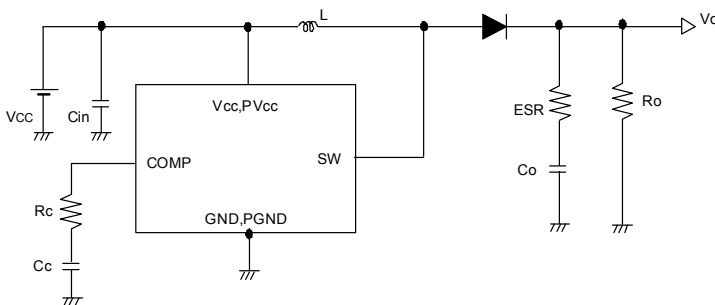 L
Vo
VCC
Cin
Vcc,PVcc
ESR
Ro
COMP
SW
Co
Rc
GND,PGND
Cc